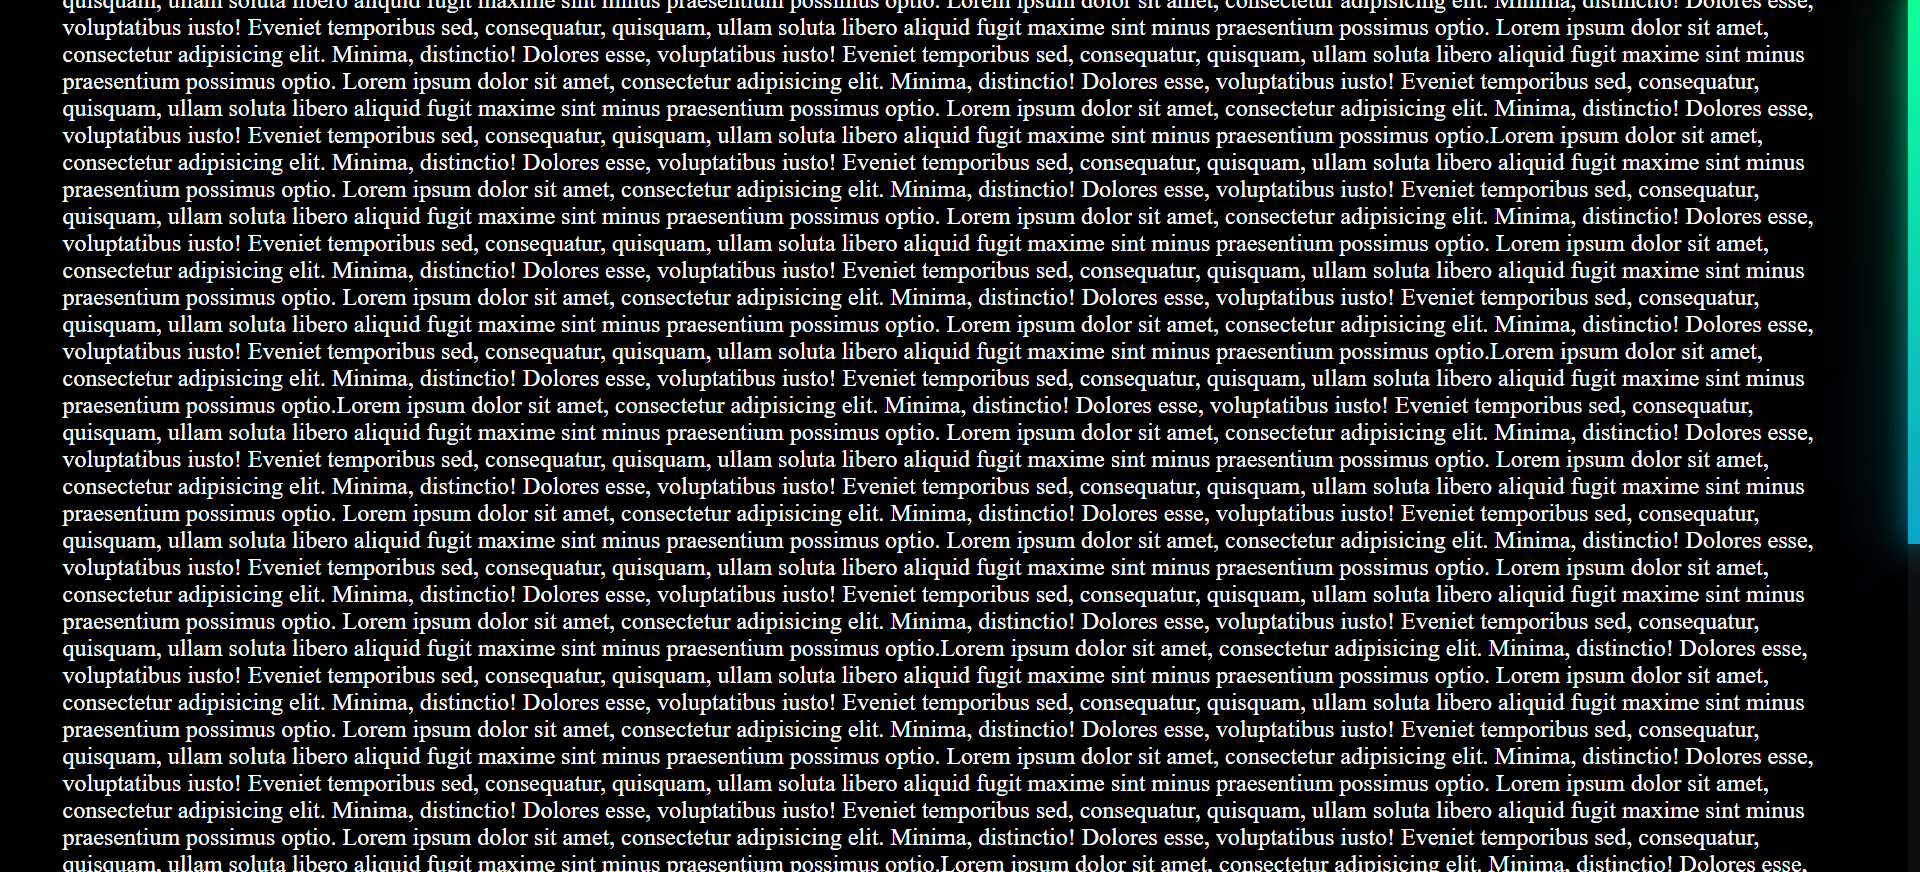 quisquam, ullam soluta libero aliquid fugit maxime sint minus praesentium possimus optio.Lorem ipsum dolor sit amet, consectetur adipisicing elit. Minima, distinctio! Dolores esse,
voluptatibus iusto! Eveniet temporibus sed, consequatur, quisquam, ullam soluta libero aliquid fugit maxime sint minus praesentium possimus optio. Lorem ipsum dolor sit amet,
consectetur adipisicing elit. Minima, distinctio! Dolores esse, voluptatibus iusto! Eveniet temporibus sed, consequatur, quisquam, ullam soluta libero aliquid fugit maxime sint minus
praesentium possimus optio. Lorem ipsum dolor sit amet, consectetur adipisicing elit. Minima, distinctio! Dolores esse, voluptatibus iusto! Eveniet temporibus sed, consequatur,
quisquam, ullam soluta libero aliquid fugit maxime sint minus praesentium possimus optio. Lorem ipsum dolor sit amet, consectetur adipisicing elit. Minima, distinctio! Dolores esse,
voluptatibus iusto! Eveniet temporibus sed, consequatur, quisquam, ullam soluta libero aliquid fugit maxime sint minus praesentium possimus optio.Lorem ipsum dolor sit amet,
consectetur adipisicing elit. Minima, distinctio! Dolores esse, voluptatibus iusto! Eveniet temporibus sed, consequatur, quisquam, ullam soluta libero aliquid fugit maxime sint minus
praesentium possimus optio. Lorem ipsum dolor sit amet, consectetur adipisicing elit. Minima, distinctio! Dolores esse, voluptatibus iusto! Eveniet temporibus sed, consequatur,
quisquam, ullam soluta libero aliquid fugit maxime sint minus praesentium possimus optio. Lorem ipsum dolor sit amet, consectetur adipisicing elit. Minima, distinctio! Dolores esse,
voluptatibus iusto! Eveniet temporibus sed, consequatur, quisquam, ullam soluta libero aliquid fugit maxime sint minus praesentium possimus optio. Lorem ipsum dolor sit amet,
consectetur adipisicing elit. Minima, distinctio! Dolores esse, voluptatibus iusto! Eveniet temporibus sed, consequatur, quisquam, ullam soluta libero aliquid fugit maxime sint minus
praesentium possimus optio. Lorem ipsum dolor sit amet, consectetur adipisicing elit. Minima, distinctio! Dolores esse, voluptatibus iusto! Eveniet temporibus sed, consequatur,
quisquam, ullam soluta libero aliquid fugit maxime sint minus praesentium possimus optio. Lorem ipsum dolor sit amet, consectetur adipisicing elit. Minima, distinctio! Dolores esse,
voluptatibus iusto! Eveniet temporibus sed, consequatur, quisquam, ullam soluta libero aliquid fugit maxime sint minus praesentium possimus optio.Lorem ipsum dolor sit amet,
consectetur adipisicing elit. Minima, distinctio! Dolores esse, voluptatibus iusto! Eveniet temporibus sed, consequatur, quisquam, ullam soluta libero aliquid fugit maxime sint minus
praesentium possimus optio.Lorem ipsum dolor sit amet, consectetur adipisicing elit. Minima, distinctio! Dolores esse, voluptatibus iusto! Eveniet temporibus sed, consequatur,
quisquam, ullam soluta libero aliquid fugit maxime sint minus praesentium possimus optio. Lorem ipsum dolor sit amet, consectetur adipisicing elit. Minima, distinctio! Dolores esse,
voluptatibus iusto! Eveniet temporibus sed, consequatur, quisquam, ullam soluta libero aliquid fugit maxime sint minus praesentium possimus optio. Lorem ipsum dolor sit amet,
consectetur adipisicing elit. Minima, distinctio! Dolores esse, voluptatibus iusto! Eveniet temporibus sed, consequatur, quisquam, ullam soluta libero aliquid fugit maxime sint minus
praesentium possimus optio. Lorem ipsum dolor sit amet, consectetur adipisicing elit. Minima, distinctio! Dolores esse, voluptatibus iusto! Eveniet temporibus sed, consequatur,
quisquam, ullam soluta libero aliquid fugit maxime sint minus praesentium possimus optio. Lorem ipsum dolor sit amet, consectetur adipisicing elit. Minima, distinctio! Dolores esse,
voluptatibus iusto! Eveniet temporibus sed, consequatur, quisquam, ullam soluta libero aliquid fugit maxime sint minus praesentium possimus optio. Lorem ipsum dolor sit amet,
consectetur adipisicing elit. Minima, distinctio! Dolores esse, voluptatibus iusto! Eveniet temporibus sed, consequatur, quisquam, ullam soluta libero aliquid fugit maxime sint minus
praesentium possimus optio. Lorem ipsum dolor sit amet, consectetur adipisicing elit. Minima, distinctio! Dolores esse, voluptatibus iusto! Eveniet temporibus sed, consequatur,
quisquam, ullam soluta libero aliquid fugit maxime sint minus praesentium possimus optio.Lorem ipsum dolor sit amet, consectetur adipisicing elit. Minima, distinctio! Dolores esse,
voluptatibus iusto! Eveniet temporibus sed, consequatur, quisquam, ullam soluta libero aliquid fugit maxime sint minus praesentium possimus optio. Lorem ipsum dolor sit amet,
consectetur adipisicing elit. Minima, distinctio! Dolores esse, voluptatibus iusto! Eveniet temporibus sed, consequatur, quisquam, ullam soluta libero aliquid fugit maxime sint minus
praesentium possimus optio. Lorem ipsum dolor sit amet, consectetur adipisicing elit. Minima, distinctio! Dolores esse, voluptatibus iusto! Eveniet temporibus sed, consequatur,
quisquam, ullam soluta libero aliquid fugit maxime sint minus praesentium possimus optio. Lorem ipsum dolor sit amet, consectetur adipisicing elit. Minima, distinctio! Dolores esse,
voluptatibus iusto! Eveniet temporibus sed, consequatur, quisquam, ullam soluta libero aliquid fugit maxime sint minus praesentium possimus optio. Lorem ipsum dolor sit amet,
consectetur adipisicing elit. Minima, distinctio! Dolores esse, voluptatibus iusto! Eveniet temporibus sed, consequatur, quisquam, ullam soluta libero aliquid fugit maxime sint minus
praesentium possimus optio. Lorem ipsum dolor sit amet, consectetur adipisicing elit. Minima, distinctio! Dolores esse, voluptatibus iusto! Eveniet temporibus sed, consequatur,
quisquam, ullam soluta libero aliquid fugit maxime sint minus praesentium possimus optio.Lorem ipsum dolor sit amet, consectetur adipisicing elit. Minima, distinctio! Dolores esse,